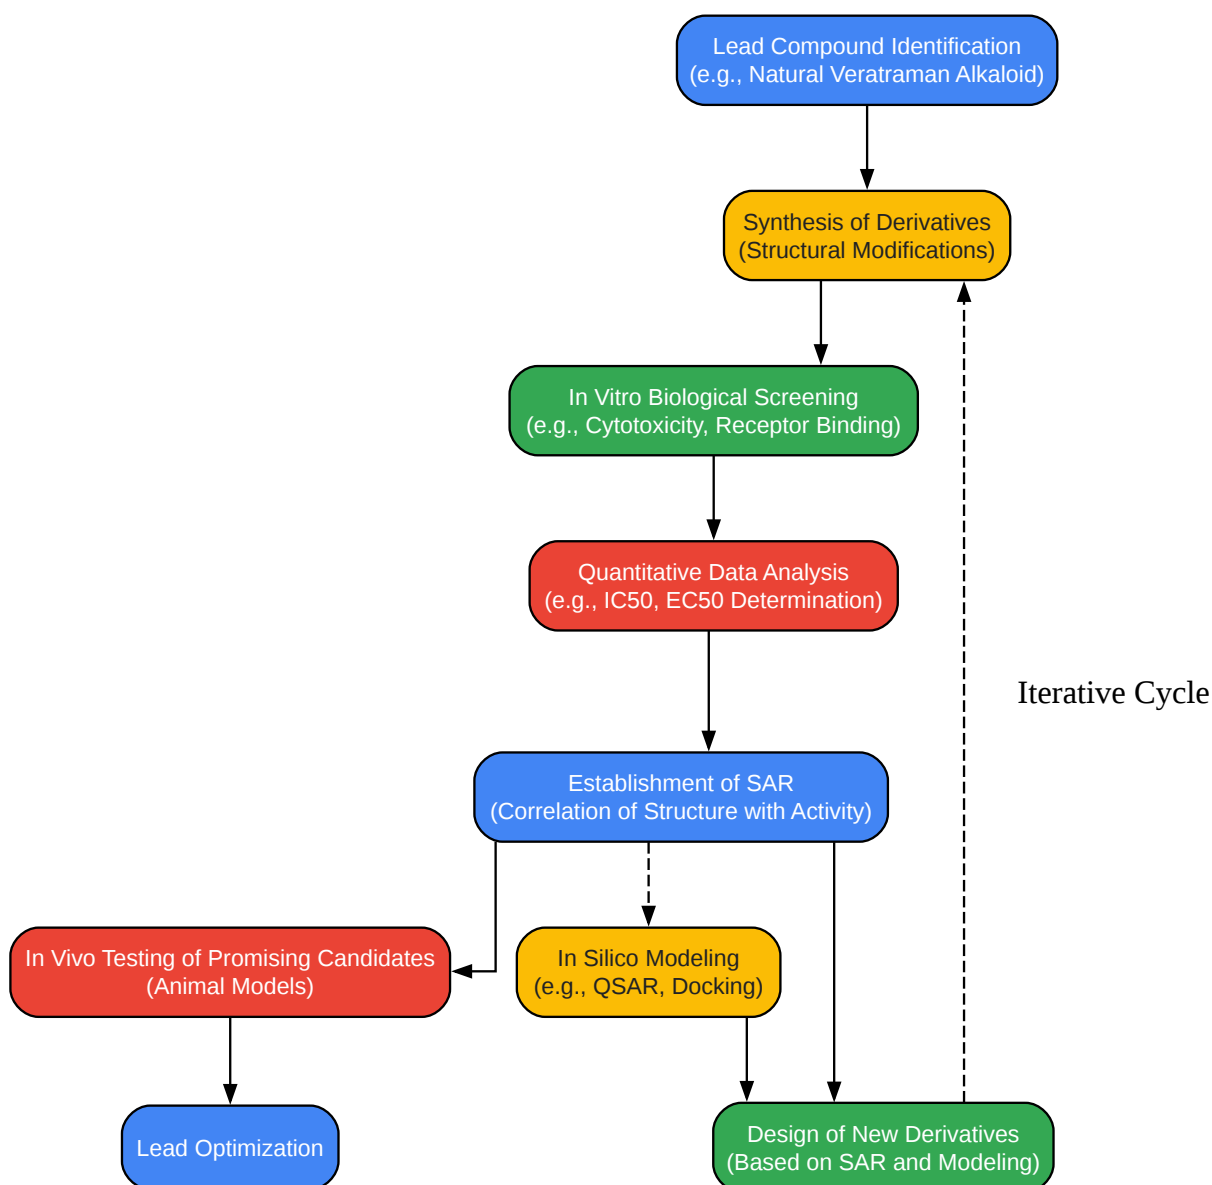 Lead Compound Identification
(e.g., Natural Veratraman Alkaloid)
Synthesis of Derivatives
(Structural Modifications)
In Vitro Biological Screening
(e.g., Cytotoxicity, Receptor Binding)
Quantitative Data Analysis
(e.g., IC50, EC50 Determination)
Iterative Cycle
Establishment of SAR
(Correlation of Structure with Activity)
In Vivo Testing of Promising Candidates
(Animal Models)
In Silico Modeling
(e.g., QSAR, Docking)
Lead Optimization
Design of New Derivatives
(Based on SAR and Modeling)